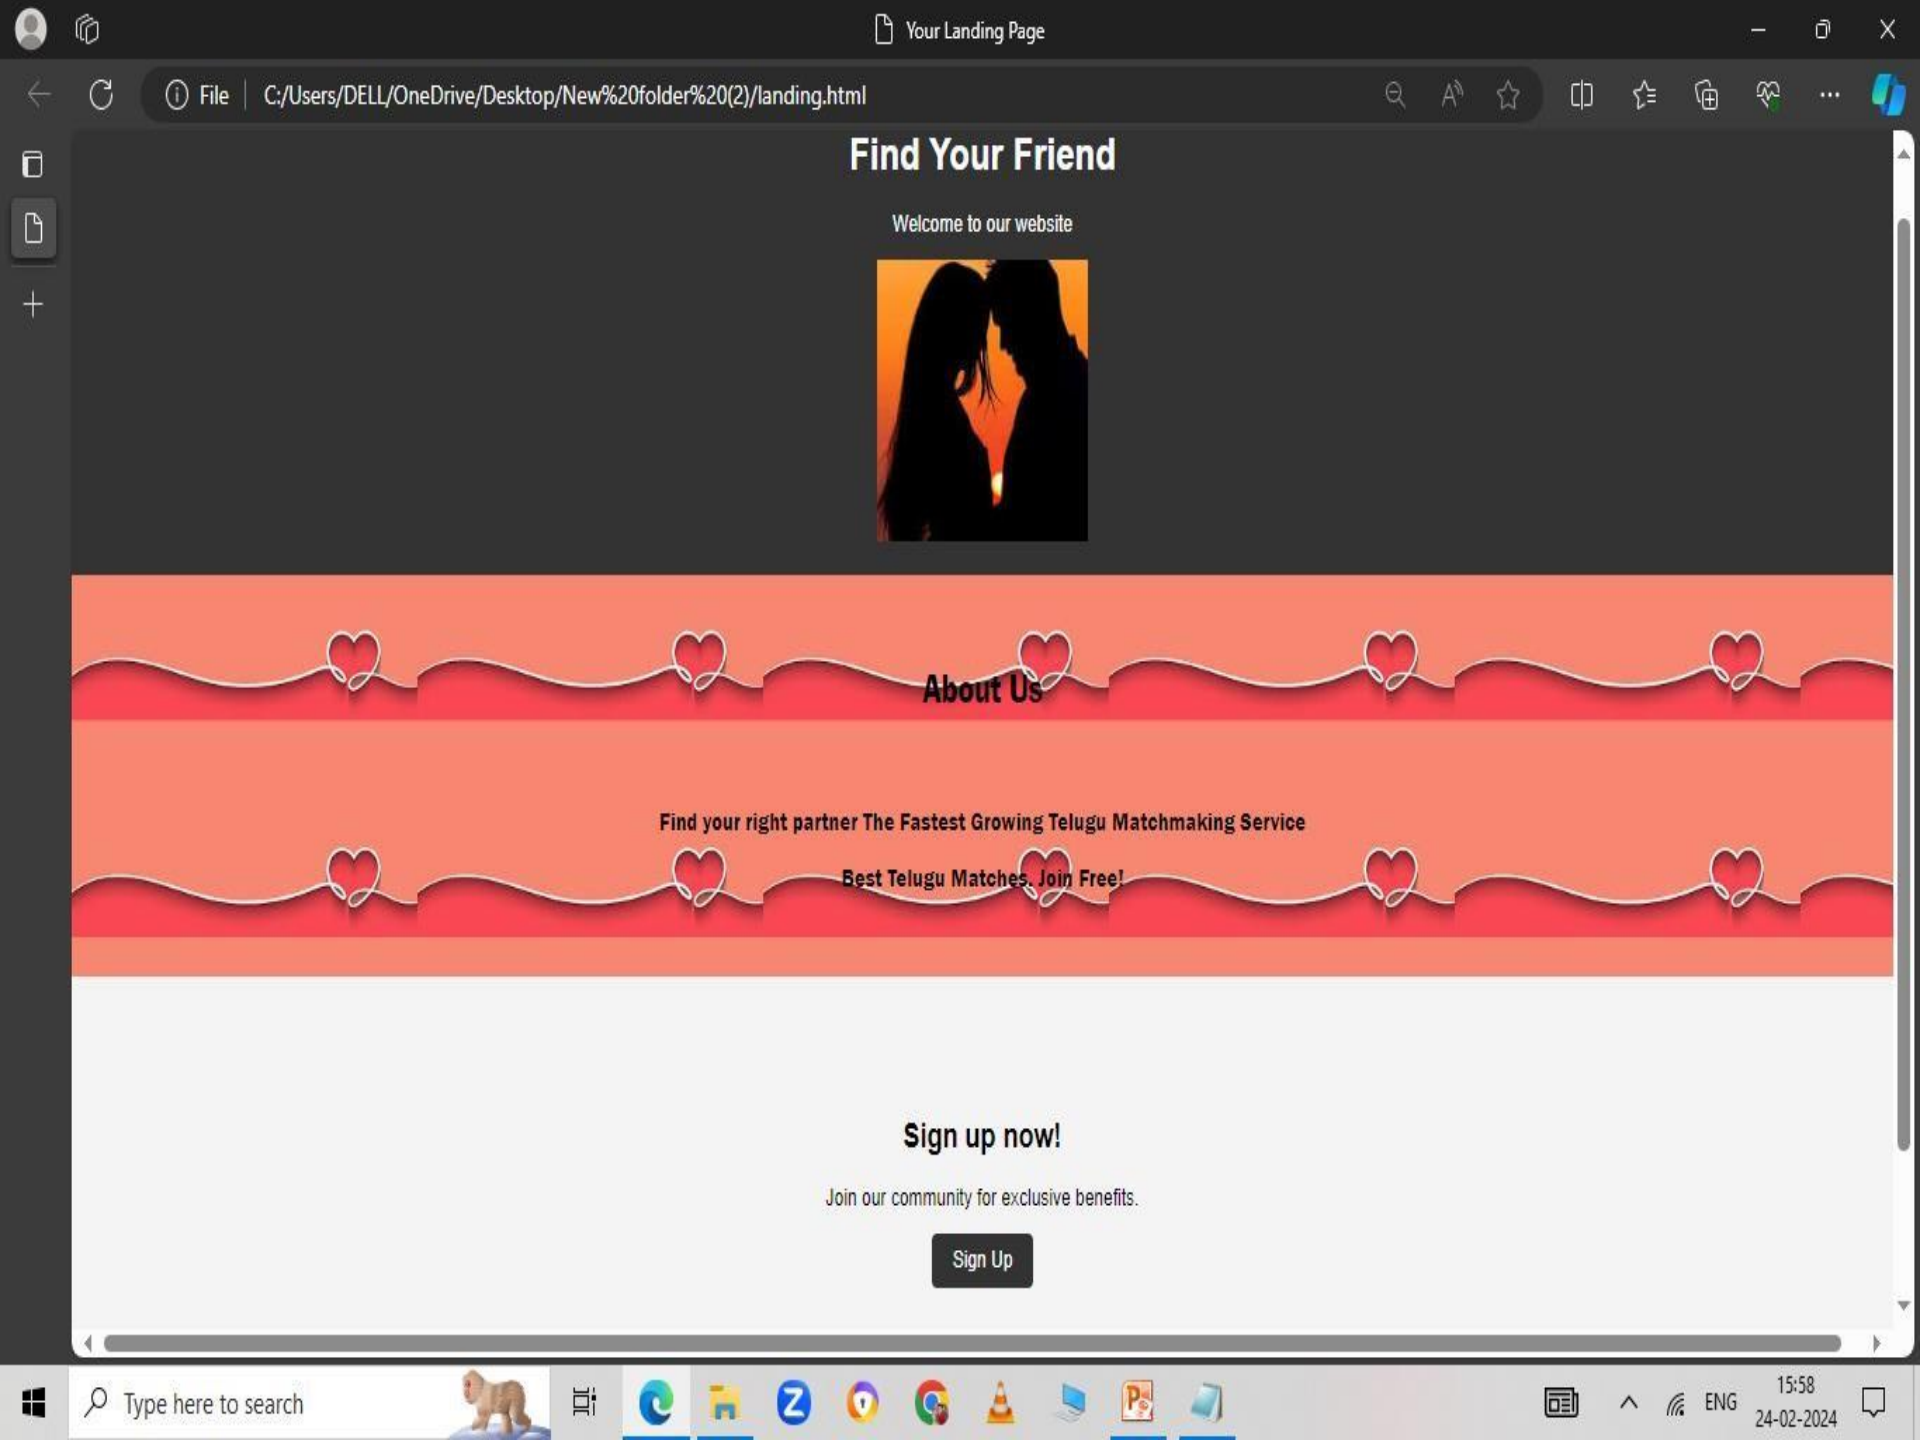 Your Landing Page
File
C:/Users/DELL/OneDrive/Desktop/New%20folder%20(2)/landing.html
Find Your Friend
Welcome to our website
About Us
Find your right partner The Fastest Growing Telugu Matchmaking Service
Best Telugu Matches. Join Free!
Sign up now!
Join our community for exclusive benefits.
Sign Up
Type here to search
ENG
15:58
24-02-2024